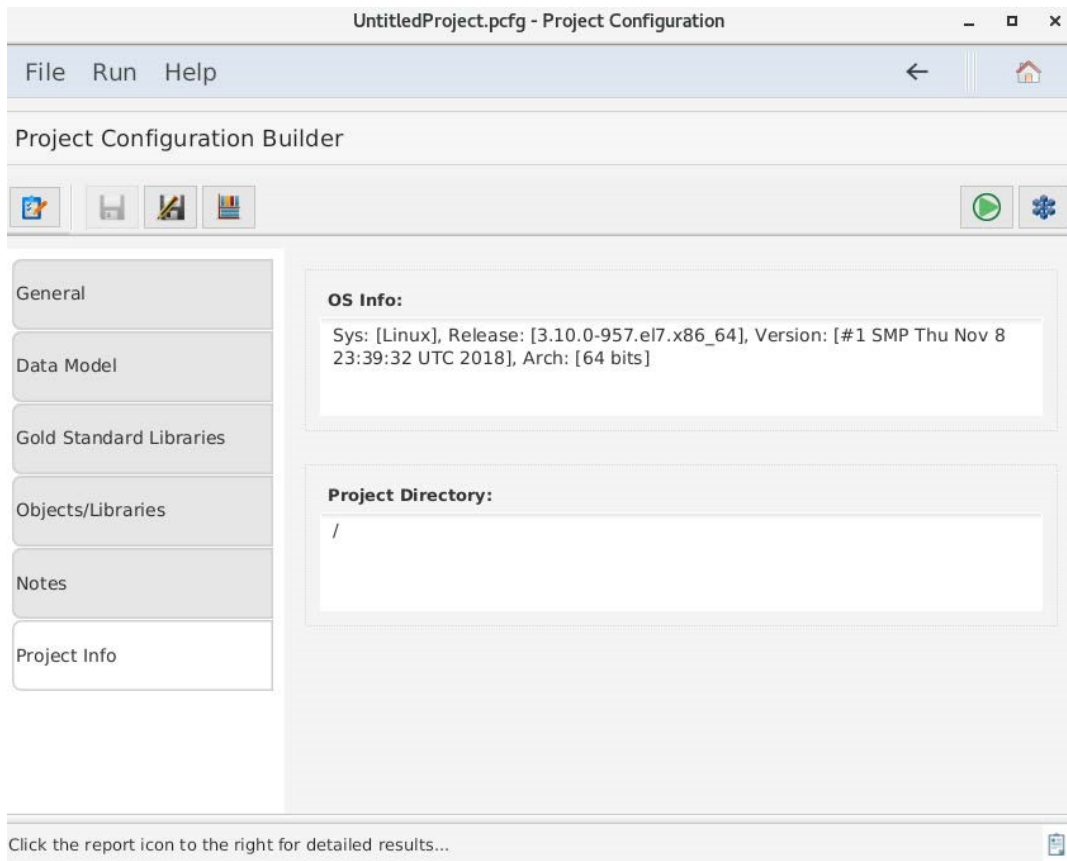 UntitledProject.pcfg - Project Configuration
File Run Help
Project Configuration Builder
General
Data Model
Gold Standard Libraries
Objects/Libraries
Notes
Project Info
OS Info:
Sys: [Linux], Release: [3.10.0-957.el7.x86_64], Version: [#1 SMP Thu Nov 8
23:39:32 UTC 2018], Arch: [64 bits]
Project Directory:
/
Click the report icon to the right for detailed results...